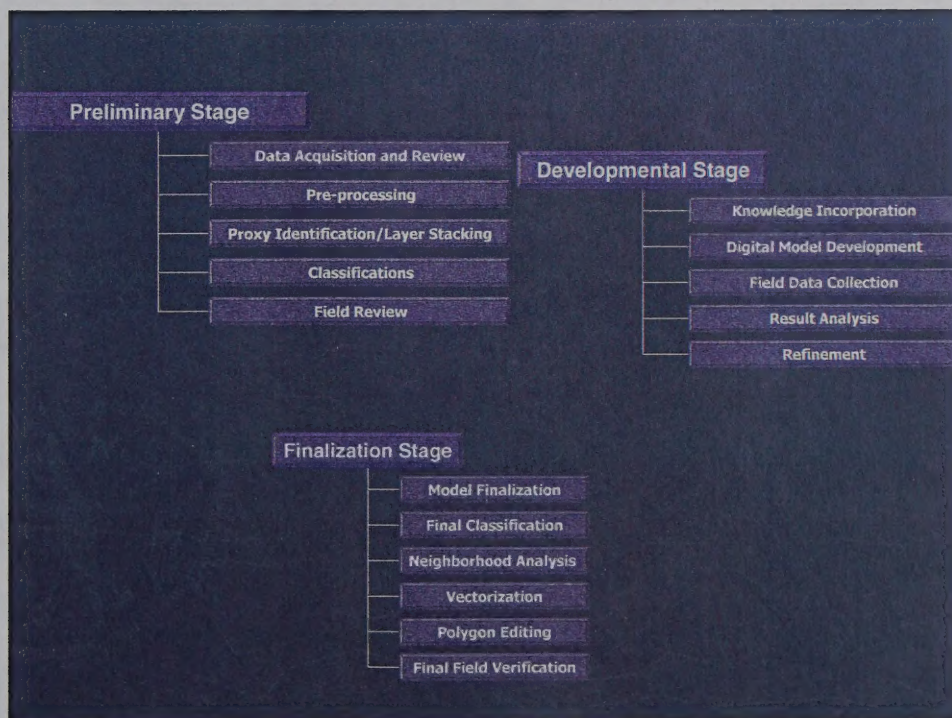 Preliminary Stage
Data Acquisition and Review
Pre-processing
Proxy Identification/Layer Stacking
Classifications
Field Review
Developmental Stage
Knowledge Incorporation
Digital Model Development
Field Data Collection
Result Analysis
Refinement
Finalization Stage
Model Finalization
Final Classification
Neighborhood Analysis
Vectorization
Polygon Editing
Final Field Verification